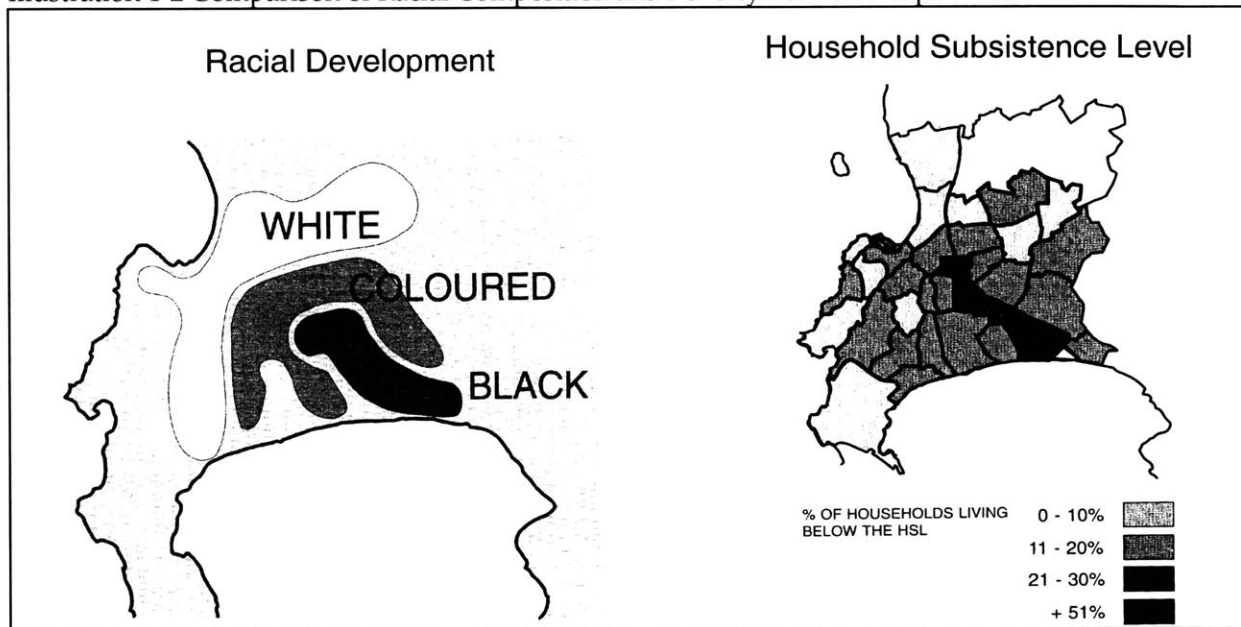 Racial Development
Household Subsistence Level
WHITE
COLOURED
BLACK
% OF HOUSEHOLDS LIVING
BELOW THE HSL
0 - 10%
11 - 20%
21 - 30%
+ 51%